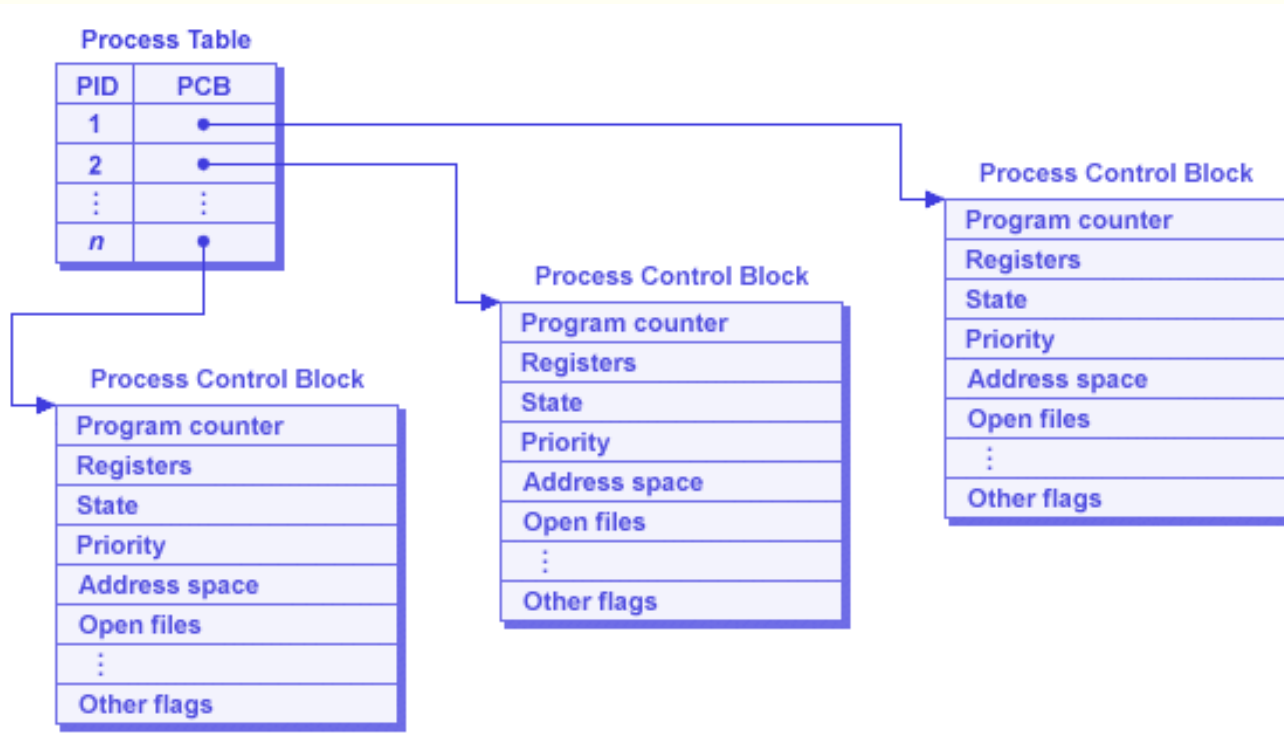 Process Table
PID PCB
1
2
⋮ ⋮
n
Process Control Block
Program counter
Registers
State
Priority
Address space
Open files
⋮
Other flags
Process Control Block
Program counter
Registers
State
Priority
Address space
Open files
⋮
Other flags
Process Control Block
Program counter
Registers
State
Priority
Address space
Open files
⋮
Other flags